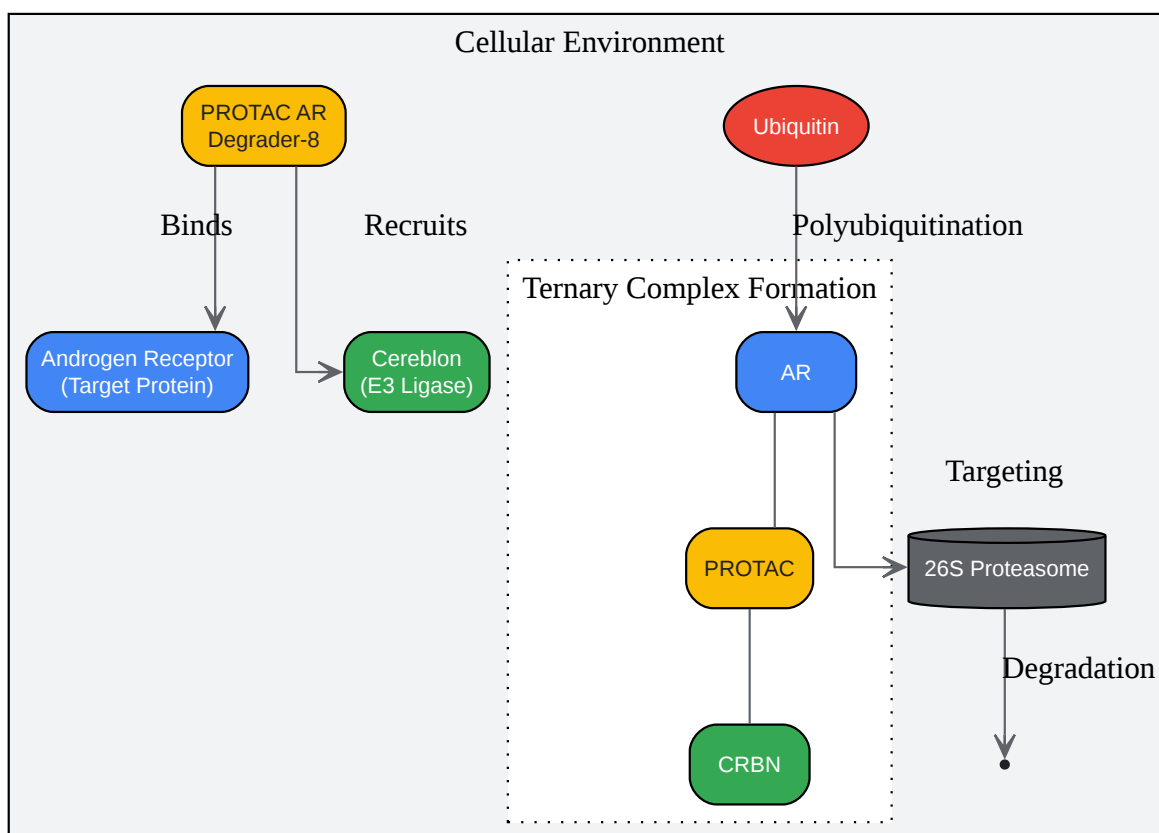 Cellular Environment
PROTAC AR
Degrader-8
Ubiquitin
Binds
Recruits
Polyubiquitination
Ternary Complex Formation
Androgen Receptor
(Target Protein)
Cereblon
(E3 Ligase)
AR
Targeting
PROTAC
26S Proteasome
Degradation
CRBN